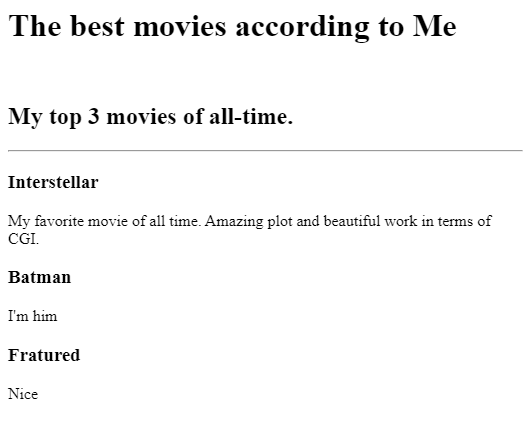 The best movies according to Me
My top 3 movies of all-time.
Interstellar
My favorite movie of all time. Amazing plot and beautiful work in terms of
CGI.
Batman
I'm him
Fratured
Nice